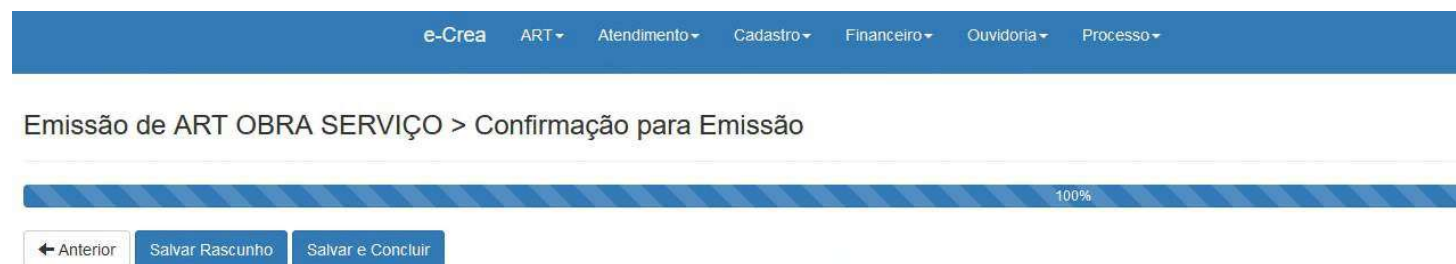 e-Crea ART Atendimento Cadastro Financeiro Ouvidoria Processo
Emissão de ART OBRA SERVIÇO > Confirmação para Emissão
100%
Anterior Salvar Rascunho Salvar e Concluir